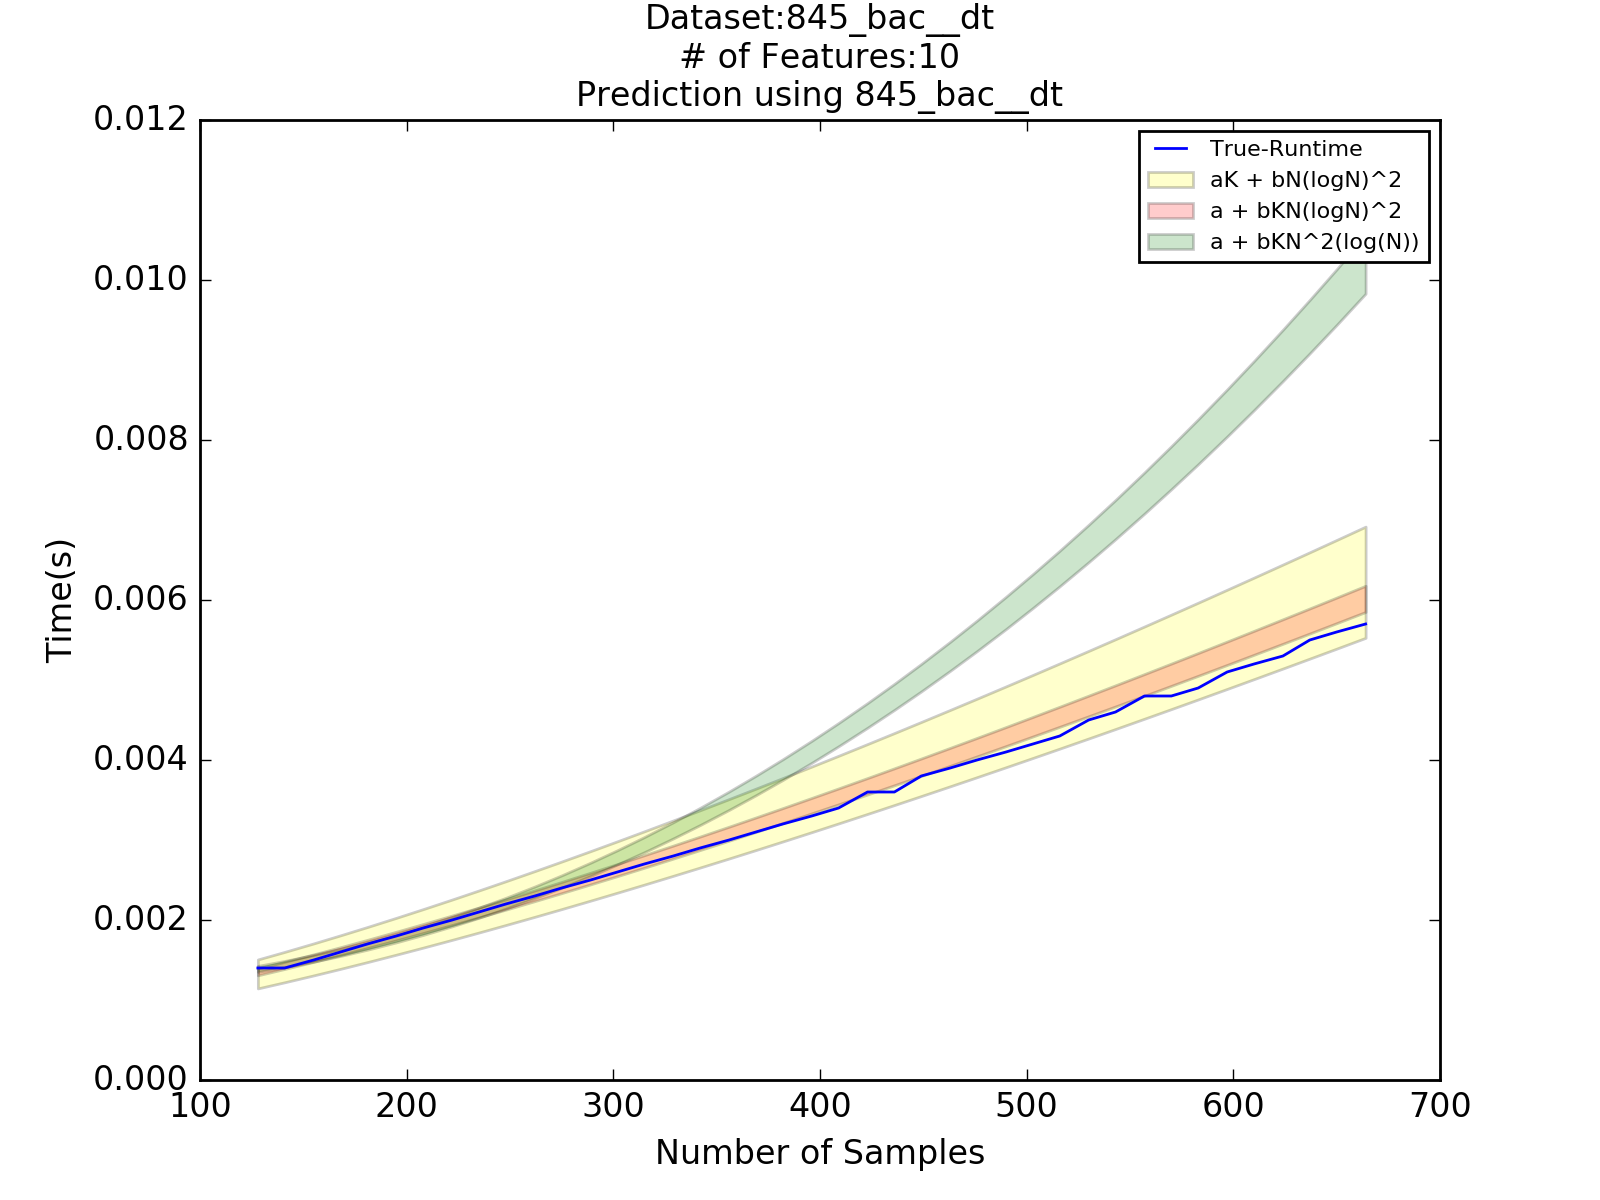 Dataset:845_bac__dt
# of Features:10
Prediction using 845_bac__dt
0.012
0.010
0.008
0.006
0.004
0.002
0.000
Time(s)
True-Runtime
aK + bN(logN)^2
a + bKN(logN)^2
a + bKN^2(log(N))
100 200 300 400 500 600 700
Number of Samples